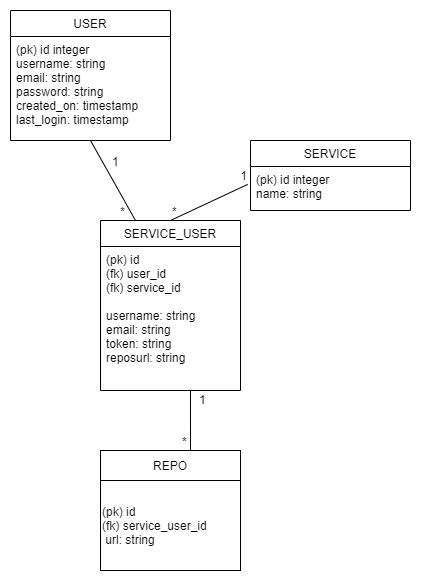 USER
(pk) id integer
username: string
email: string
password: string
created_on: timestamp
last_login: timestamp
1
*
SERVICE
(pk) id integer
name: string
1
*
SERVICE_USER
(pk) id
(fk) user_id
(fk) service_id
username: string
email: string
token: string
reposurl: string
1
*
REPO
(pk) id
(fk) service_user_id
url: string